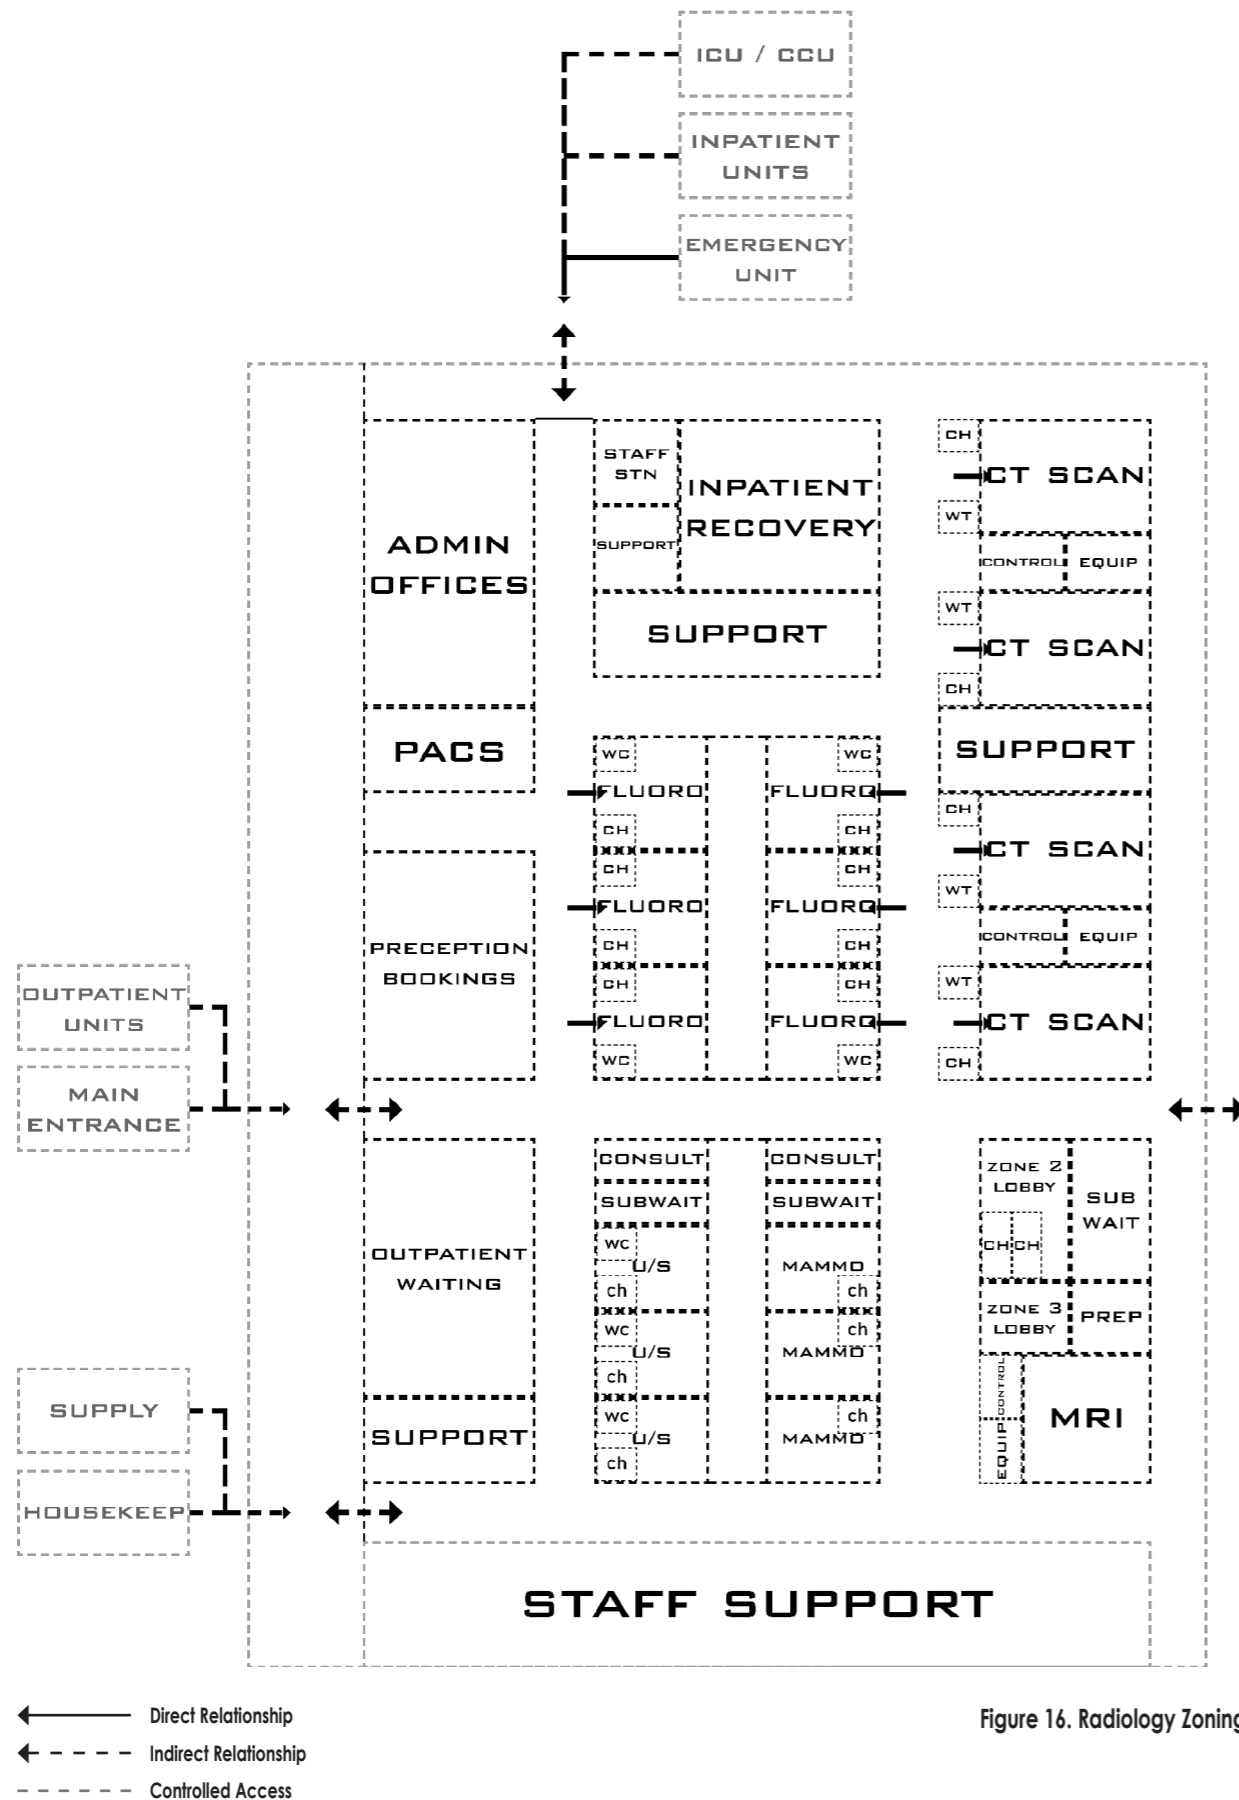 ICU / CCU
INPATIENT
UNITS
EMERGENCY
UNIT
ADMIN
OFFICES
PACS
PRECEPTION
BOOKINGS
OUTPATIENT
UNITS
MAIN
ENTRANCE
OUTPATIENT
WAITING
SUPPORT
SUPPLY
HOUSEKEEP
STAFF
STN
SUPPORT
INPATIENT
RECOVERY
SUPPORT
WC
FLUORO
CH
CH
FLUORO
CH
CH
FLUORO
WC
WC
FLUORO
CH
CH
FLUORO
CH
CH
FLUORO
WC
CH
CT SCAN
WT
CONTROL
EQUIP
WT
CT SCAN
CH
SUPPORT
CH
CT SCAN
WT
CONTROL
EQUIP
WT
CT SCAN
CH
CONSULT
SUBWAIT
wc
U/S
ch
wc
U/S
ch
wc
U/S
ch
CONSULT
SUBWAIT
MAMMO
ch
ch
MAMMO
ch
MAMMO
ZONE 2
LOBBY
CH
CH
SUB
WAIT
ZONE 3
LOBBY
PREP
CONTROL
EQUIP
MRI
STAFF SUPPORT
Direct Relationship
Indirect Relationship
Controlled Access
Figure 16. Radiology Zoning